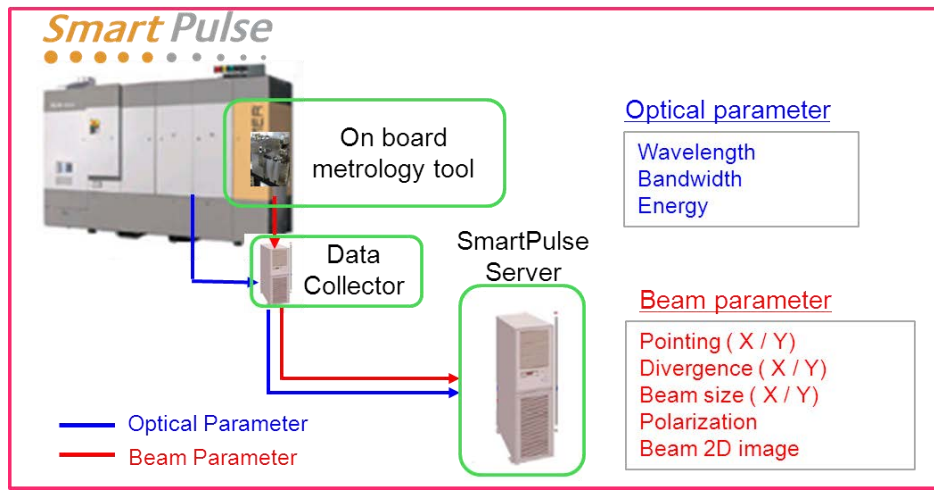 Smart Pulse
On board
metrology tool
Data
Collector
SmartPulse
Server
Optical Parameter
Beam Parameter
Optical parameter
Wavelength
Bandwidth
Energy
Beam parameter
Pointing ( X / Y)
Divergence ( X / Y)
Beam size ( X / Y)
Polarization
Beam 2D image